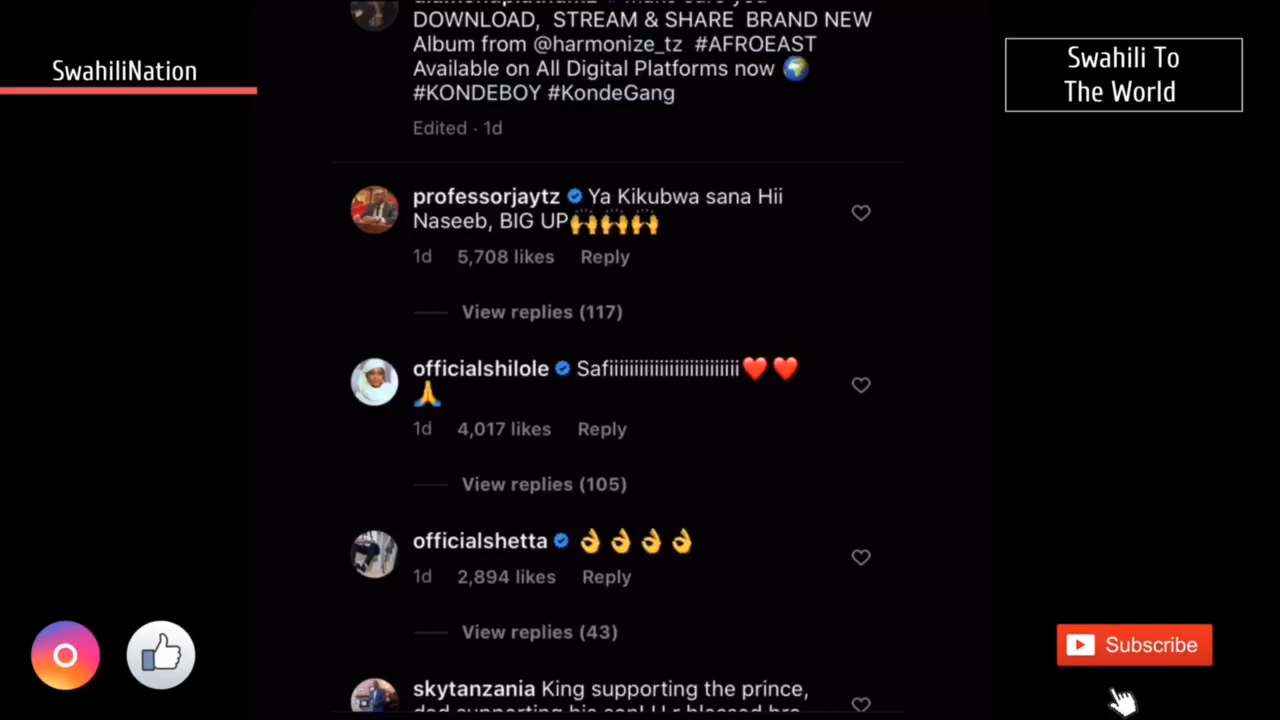 SwahiliNation
Swahili To
The World
DOWNLOAD, STREAM & SHARE BRAND NEW
Album from @harmonize_tz #AFROEAST
Available on All Digital Platforms now 🌍
#KONDEBOY #KondeGang
Edited · 1d
professorjaytz Ya Kikubwa sana Hii
Naseeb, BIG UP🙌🙌🙌
1d 5,708 likes Reply
View replies (117)
officialshilole Safiiiiiiiiiiiiiiiiiiiiiiiiii❤️❤️
🙏
1d 4,017 likes Reply
View replies (105)
officialshetta 👌👌👌👌
1d 2,894 likes Reply
View replies (43)
skytanzania King supporting the prince,
Subscribe